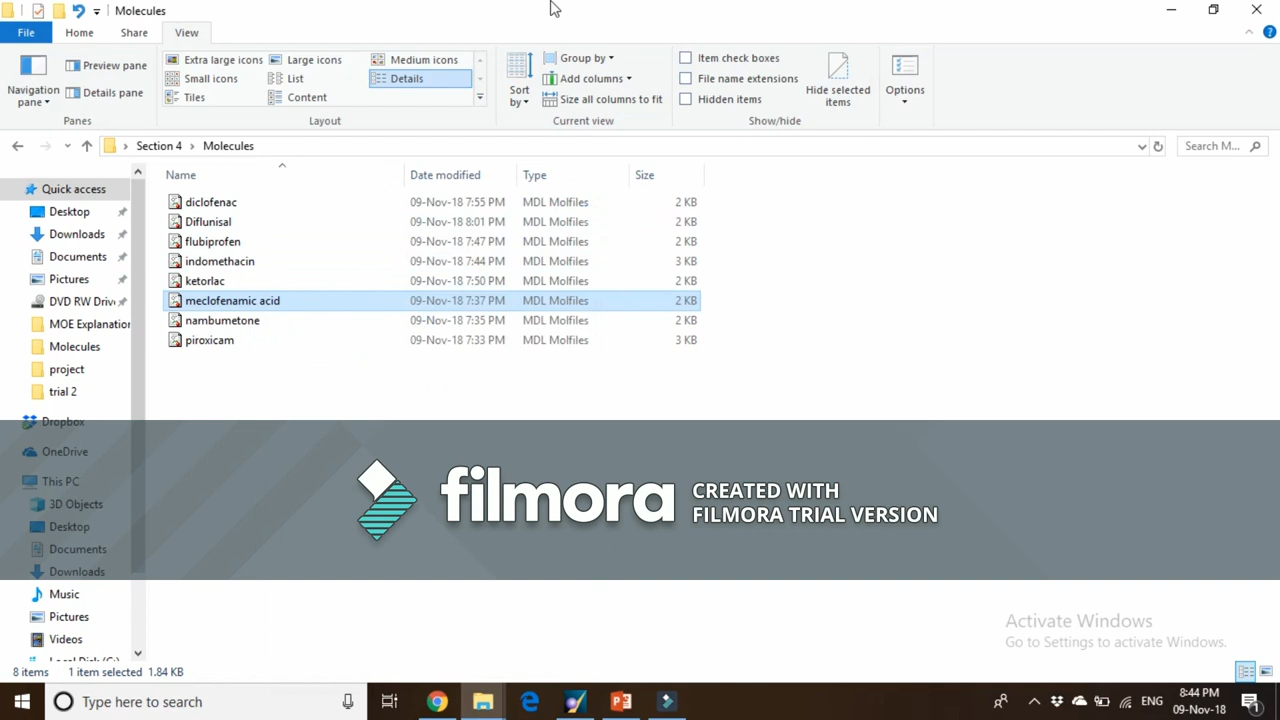 Molecules
File Home Share View
Extra large icons Large icons Medium icons
Small icons List Details
Tiles Content
Preview pane
Details pane
Navigation pane
Panes
Layout
Sort by
Group by
Add columns
Size all columns to fit
Current view
Item check boxes
File name extensions
Hidden items
Hide selected items
Show/hide
Options
Section 4 Molecules
Search M...
Name Date modified Type Size
diclofenac 09-Nov-18 7:55 PM MDL Molfiles 2 KB
Diflunisal 09-Nov-18 8:01 PM MDL Molfiles 2 KB
flubiprofen 09-Nov-18 7:47 PM MDL Molfiles 2 KB
indomethacin 09-Nov-18 7:44 PM MDL Molfiles 3 KB
ketorlac 09-Nov-18 7:50 PM MDL Molfiles 2 KB
meclofenamic acid 09-Nov-18 7:37 PM MDL Molfiles 2 KB
nambumetone 09-Nov-18 7:35 PM MDL Molfiles 2 KB
piroxicam 09-Nov-18 7:33 PM MDL Molfiles 3 KB
Quick access
Desktop
Downloads
Documents
Pictures
DVD RW Driv
MOE Explanation
Molecules
project
trial 2
Dropbox
OneDrive
This PC
3D Objects
Desktop
Documents
Downloads
Music
Pictures
Videos
filmora
CREATED WITH
FILMORA TRIAL VERSION
Activate Windows
Go to Settings to activate Windows.
8 items 1 item selected 1.84 KB
Type here to search
ENG
8:44 PM
09-Nov-18
1